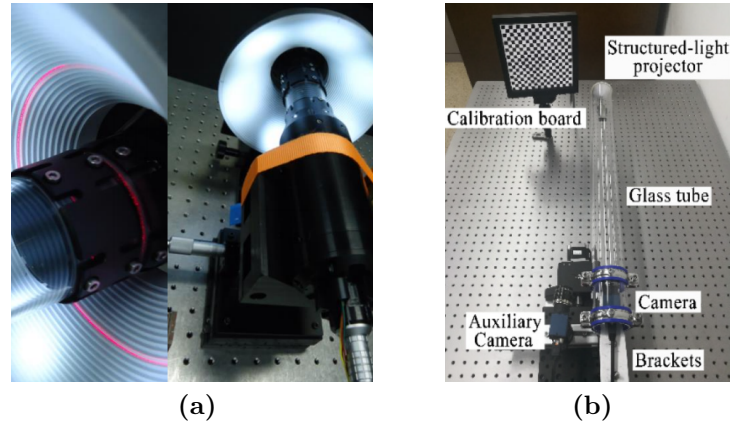 Structured-light
projector
Calibration board
Glass tube
Camera
Auxiliary
Camera
Brackets
(a)
(b)